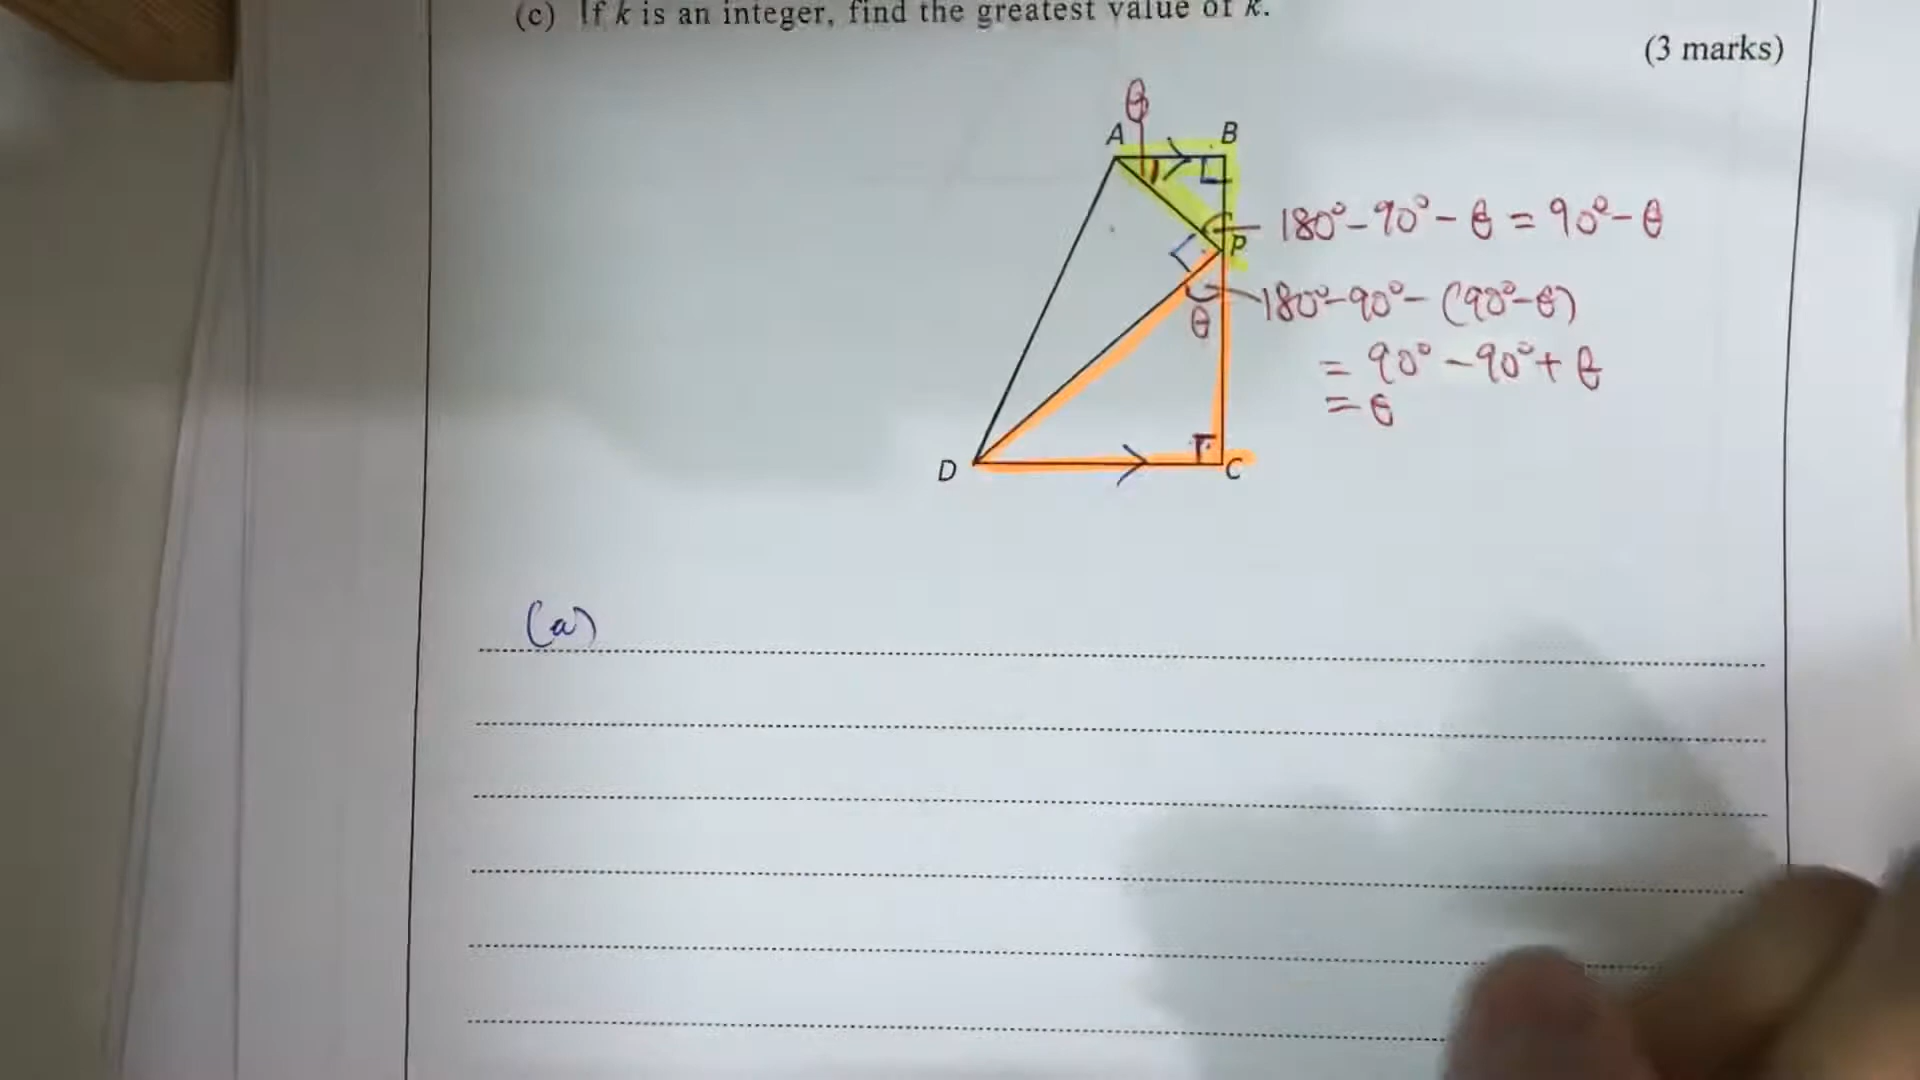 (c) If k is an integer, find the greatest value of k.
(3 marks)
θ
A B
180° - 90° - θ = 90° - θ
P
180° - 90° - (90° - θ)
θ
= 90° - 90° + θ
= θ
D C
(a)